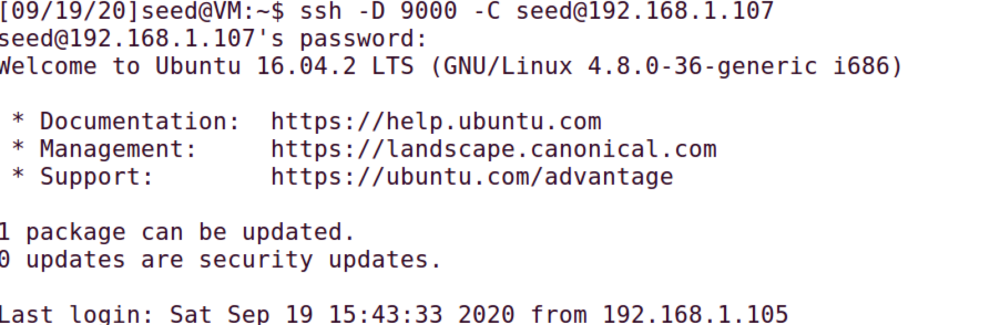 [09/19/20]seed@VM:~$ ssh -D 9000 -C seed@192.168.1.107
seed@192.168.1.107's password:
Welcome to Ubuntu 16.04.2 LTS (GNU/Linux 4.8.0-36-generic i686)
* Documentation:  https://help.ubuntu.com
* Management:     https://landscape.canonical.com
* Support:        https://ubuntu.com/advantage
1 package can be updated.
0 updates are security updates.
Last login: Sat Sep 19 15:43:33 2020 from 192.168.1.105